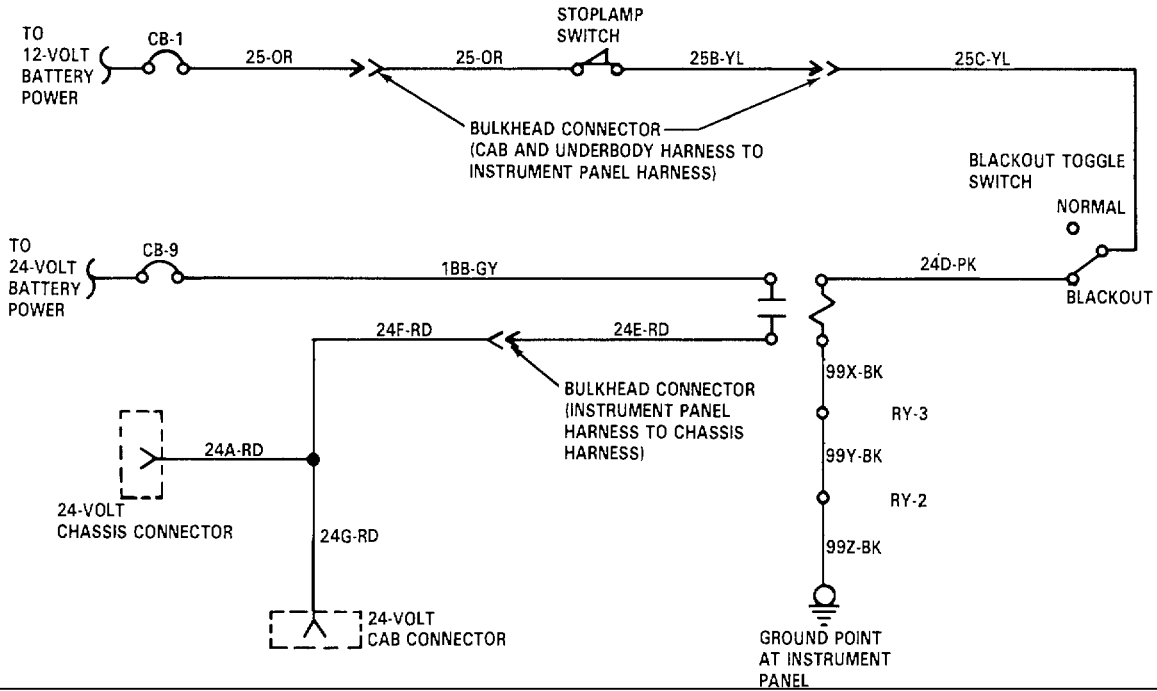 TO
12-VOLT
BATTERY
POWER
CB-1
25-OR
25-OR
STOPLAMP
SWITCH
25B-YL
25C-YL
BULKHEAD CONNECTOR
(CAB AND UNDERBODY HARNESS TO
INSTRUMENT PANEL HARNESS)
BLACKOUT TOGGLE
SWITCH
NORMAL
TO
24-VOLT
BATTERY
POWER
CB-9
1BB-GY
24D-PK
BLACKOUT
24F-RD
24E-RD
BULKHEAD CONNECTOR
(INSTRUMENT PANEL
HARNESS TO CHASSIS
HARNESS)
99X-BK
RY-3
24A-RD
99Y-BK
24-VOLT
CHASSIS CONNECTOR
RY-2
24G-RD
99Z-BK
24-VOLT
CAB CONNECTOR
GROUND POINT
AT INSTRUMENT
PANEL